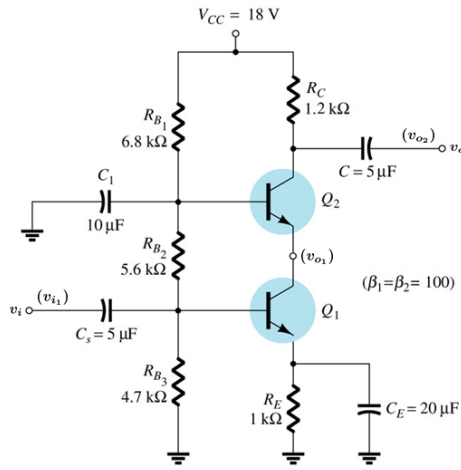 V_CC = 18 V
R_C
1.2 kΩ
R_B1
6.8 kΩ
(v_o2)
C = 5 μF
C_1
10 μF
Q_2
R_B2
5.6 kΩ
(v_o1)
(β_1=β_2= 100)
v_i (v_i1)
C_s = 5 μF
Q_1
R_B3
4.7 kΩ
R_E
1 kΩ
C_E = 20 μF